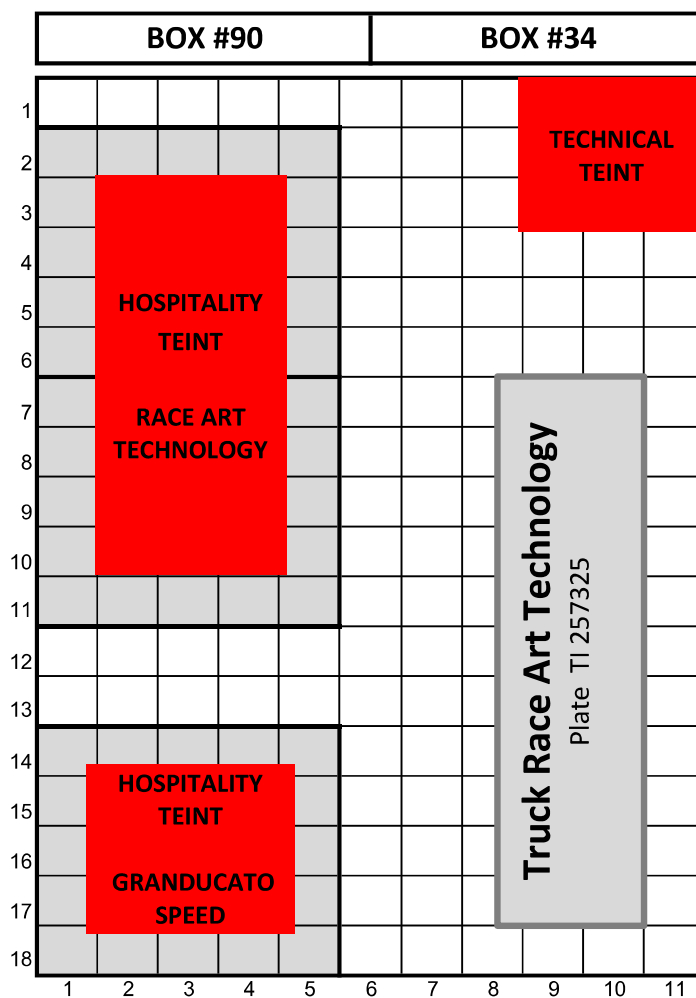 BOX #90
BOX #34
1
2
3
4
5
6
7
8
9
10
11
12
13
14
15
16
17
18
TECHNICAL
TEINT
HOSPITALITY
TEINT
RACE ART
TECHNOLOGY
Truck Race Art Technology
Plate TI 257325
HOSPITALITY
TEINT
GRANDUCATO
SPEED
1 2 3 4 5 6 7 8 9 10 11